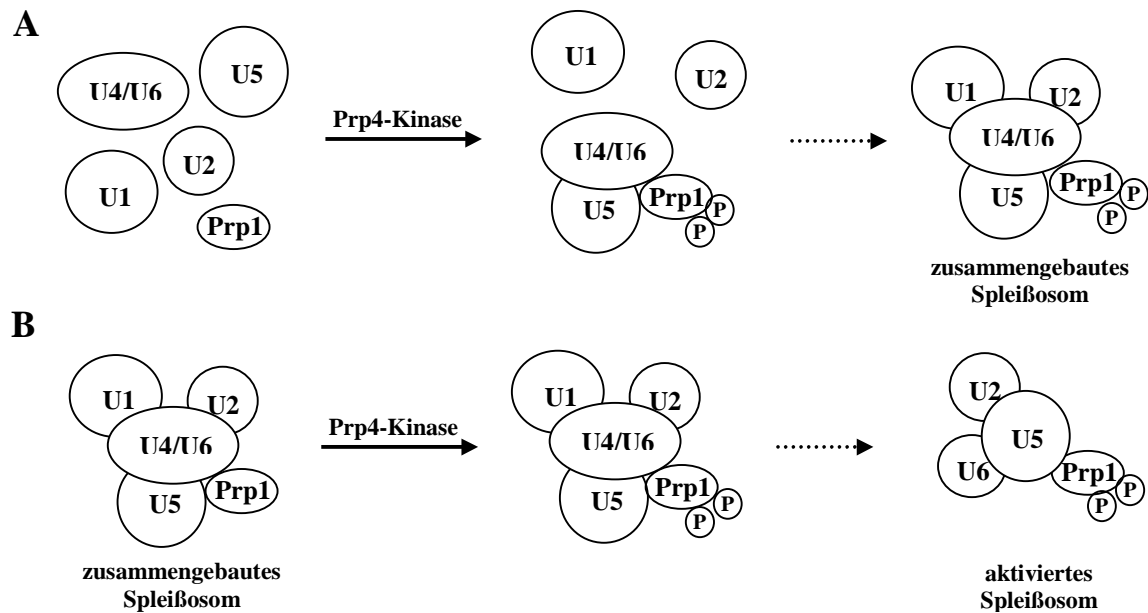 A
U4/U6
U5
U2
U1
Prp1
Prp4-Kinase
U1
U2
U4/U6
U5
Prp1
P
P
U1
U2
U4/U6
U5
Prp1
P
P
zusammengebautes
Spleißosom
B
U1
U2
U4/U6
U5
Prp1
zusammengebautes
Spleißosom
Prp4-Kinase
U1
U2
U4/U6
U5
Prp1
P
P
U2
U5
U6
Prp1
P
P
aktiviertes
Spleißosom